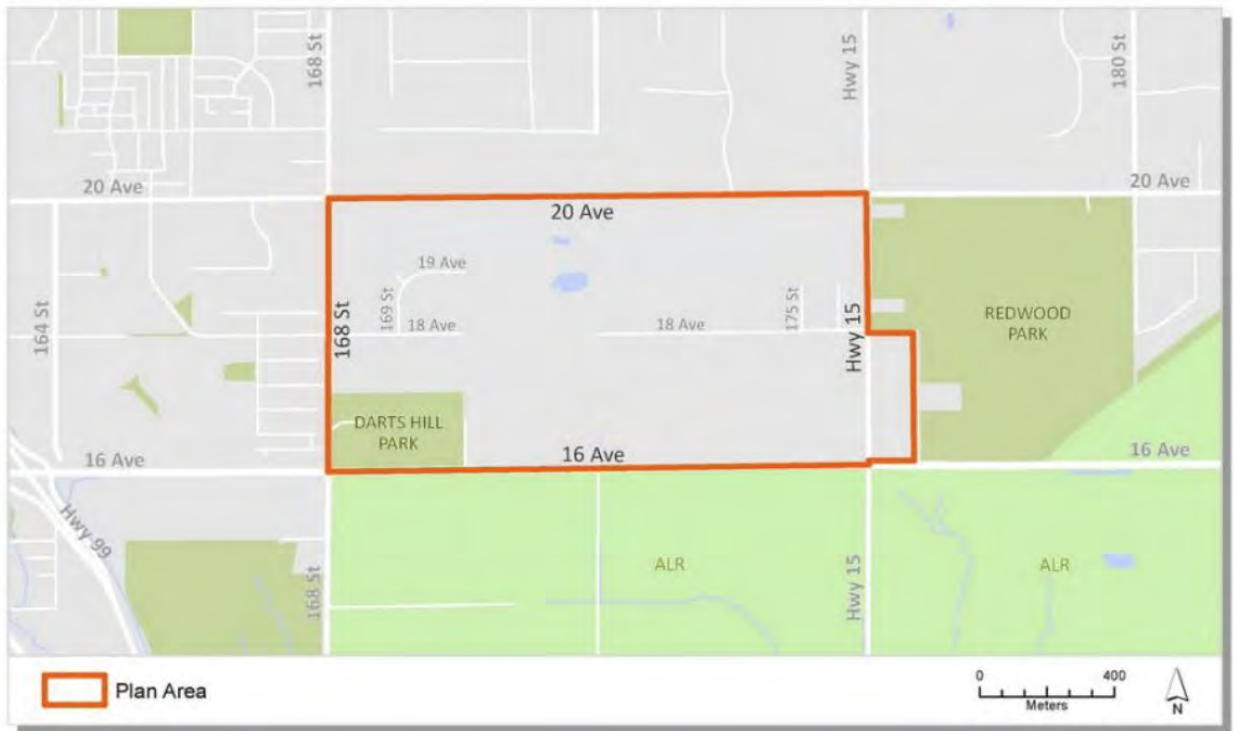 168 St
Hwy 15
180 St
20 Ave
20 Ave
20 Ave
19 Ave
169 St
18 Ave
18 Ave
175 St
164 St
168 St
Hwy 15
REDWOOD
PARK
DARTS HILL
PARK
16 Ave
16 Ave
16 Ave
Hwy 99
168 St
ALR
Hwy 15
ALR
Plan Area
0 400
Meters
N